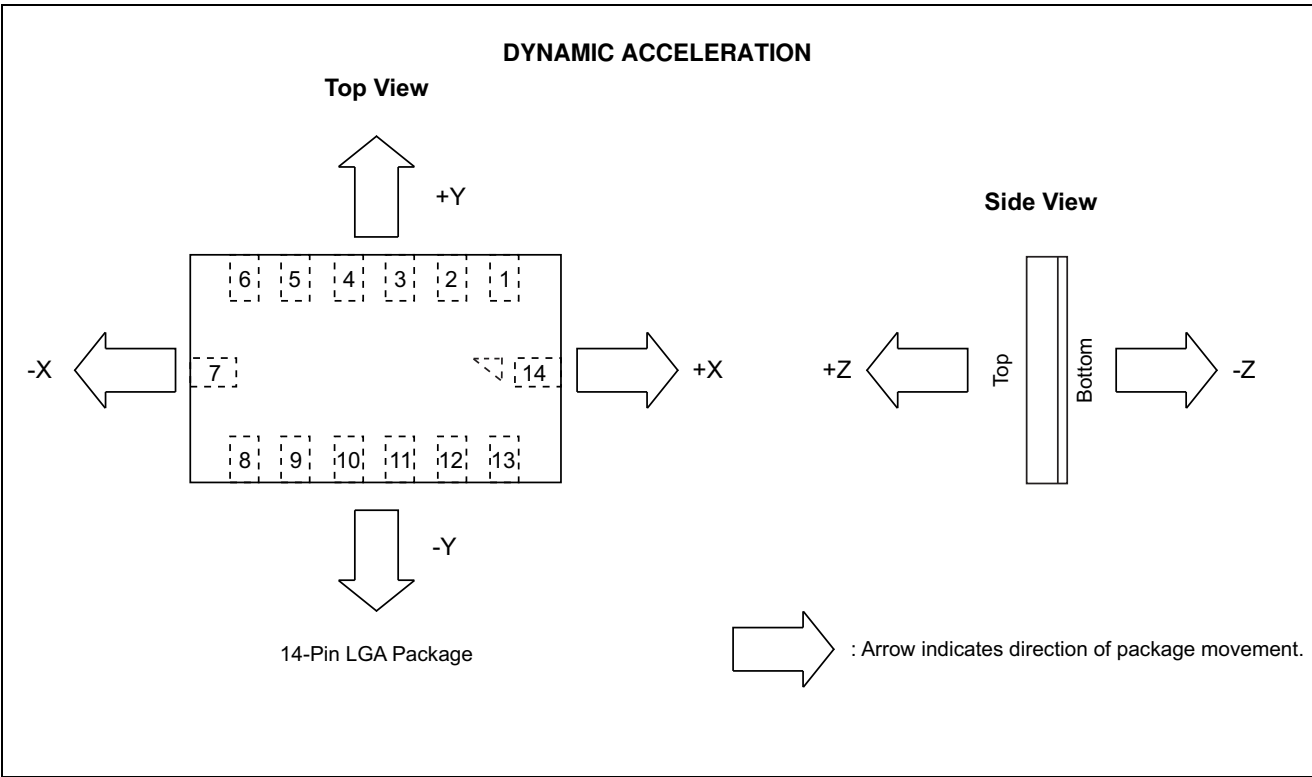 DYNAMIC ACCELERATION
Top View
+Y
Side View
6 5 4 3 2 1
-X
7
14
+X
+Z
Top
Bottom
-Z
8 9 10 11 12 13
-Y
14-Pin LGA Package
: Arrow indicates direction of package movement.